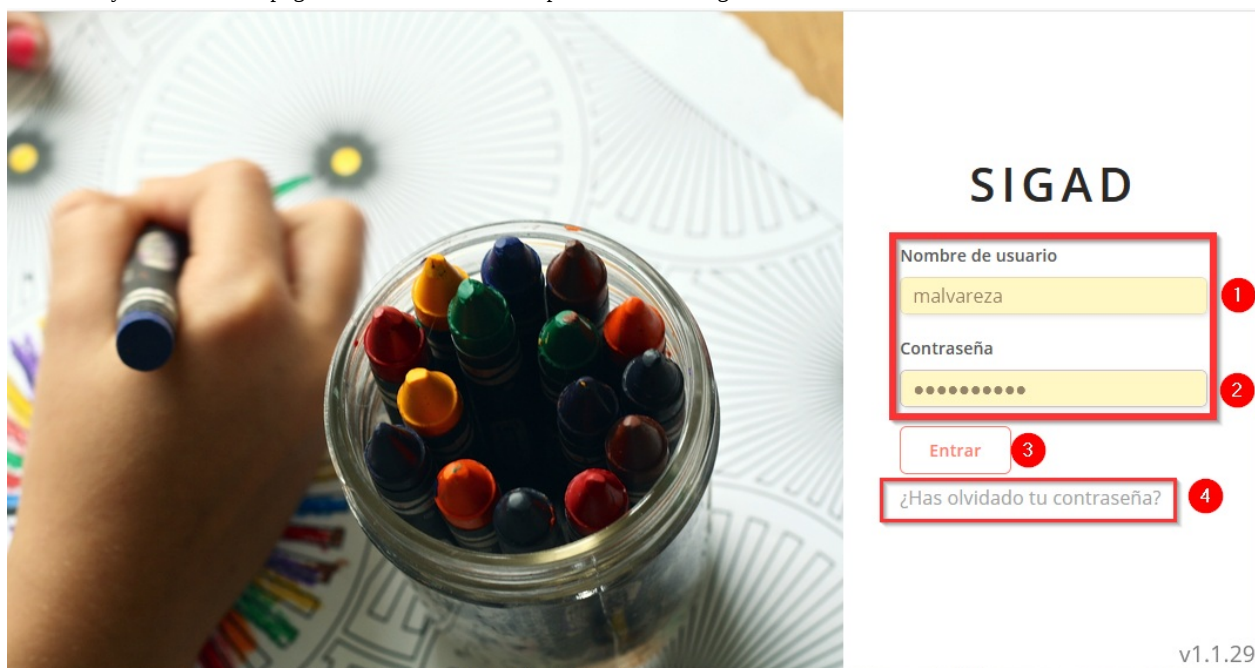 SIGAD
Nombre de usuario
malvareza
1
Contraseña
••••••••••
2
Entrar
3
¿Has olvidado tu contraseña?
4
v1.1.29